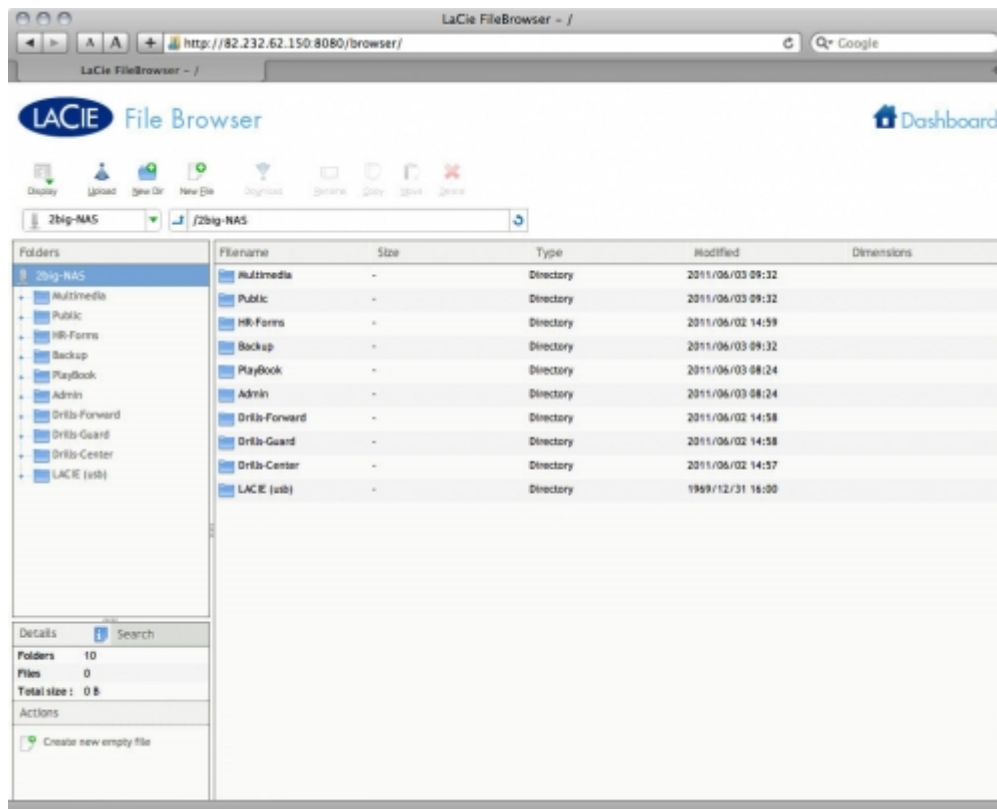 LaCie FileBrowser - /
A A + http://82.232.62.150:8080/browser/ Google
LaCie FileBrowser - /
LACIE File Browser Dashboard
Display Upload New Dir New File Download Rename Copy Move Delete
2big-NAS /2big-NAS
Folders Filename Size Type Modified Dimensions
2big-NAS Multimedia - Directory 2011/06/03 09:32
Multimedia Public - Directory 2011/06/03 09:32
Public HR-Forms - Directory 2011/06/02 14:59
HR-Forms Backup - Directory 2011/06/03 09:32
Backup PlayBook - Directory 2011/06/03 08:24
PlayBook Admin - Directory 2011/06/03 08:24
Admin Drills-Forward - Directory 2011/06/02 14:58
Drills-Forward Drills-Guard - Directory 2011/06/02 14:58
Drills-Guard Drills-Center - Directory 2011/06/02 14:57
Drills-Center LACIE (usb) - Directory 1969/12/31 16:00
LACIE (usb)
Details Search
Folders 10
Files 0
Total size : 0 B
Actions
Create new empty file